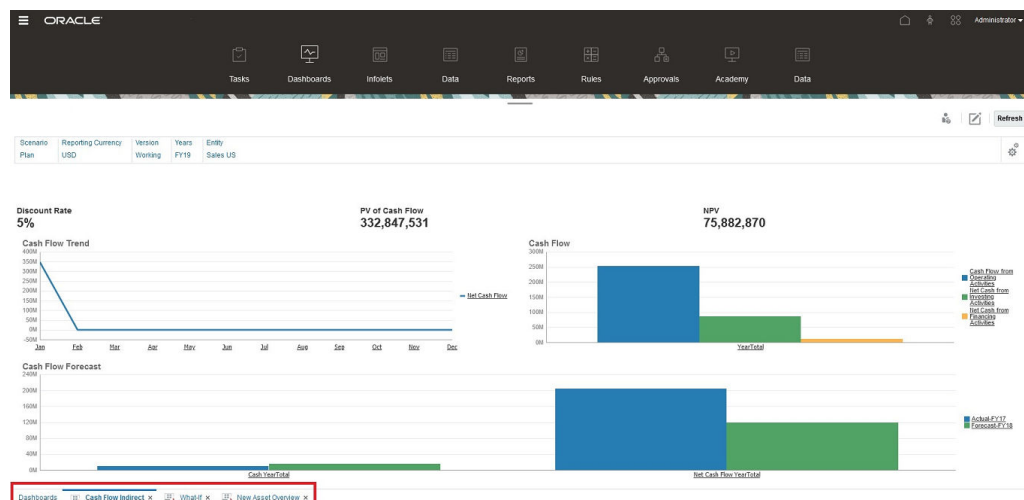 ORACLE
Administrator
Tasks Dashboards Infolets Data Reports Rules Approvals Academy Data
Refresh
Scenario Reporting Currency Version Years Entity
Plan USD Working FY19 Sales US
Discount Rate PV of Cash Flow NPV
5% 332,847,531 75,882,870
Cash Flow Trend
400M
350M
300M
250M
200M
150M
100M
50M
0M
-50M
Jan Feb Mar Apr May Jun Jul Aug Sep Oct Nov Dec
Net Cash Flow
Cash Flow
300M
250M
200M
150M
100M
50M
0M
YearTotal
Cash Flow from
Operating
Activities
Net Cash from
Investing
Activities
Net Cash from
Financing
Activities
Cash Flow Forecast
240M
200M
160M
120M
80M
40M
0M
Cash YearTotal Net Cash Flow YearTotal
Actual-FY17
Forecast-FY18
Dashboards Cash Flow Indirect × What-If × New Asset Overview ×